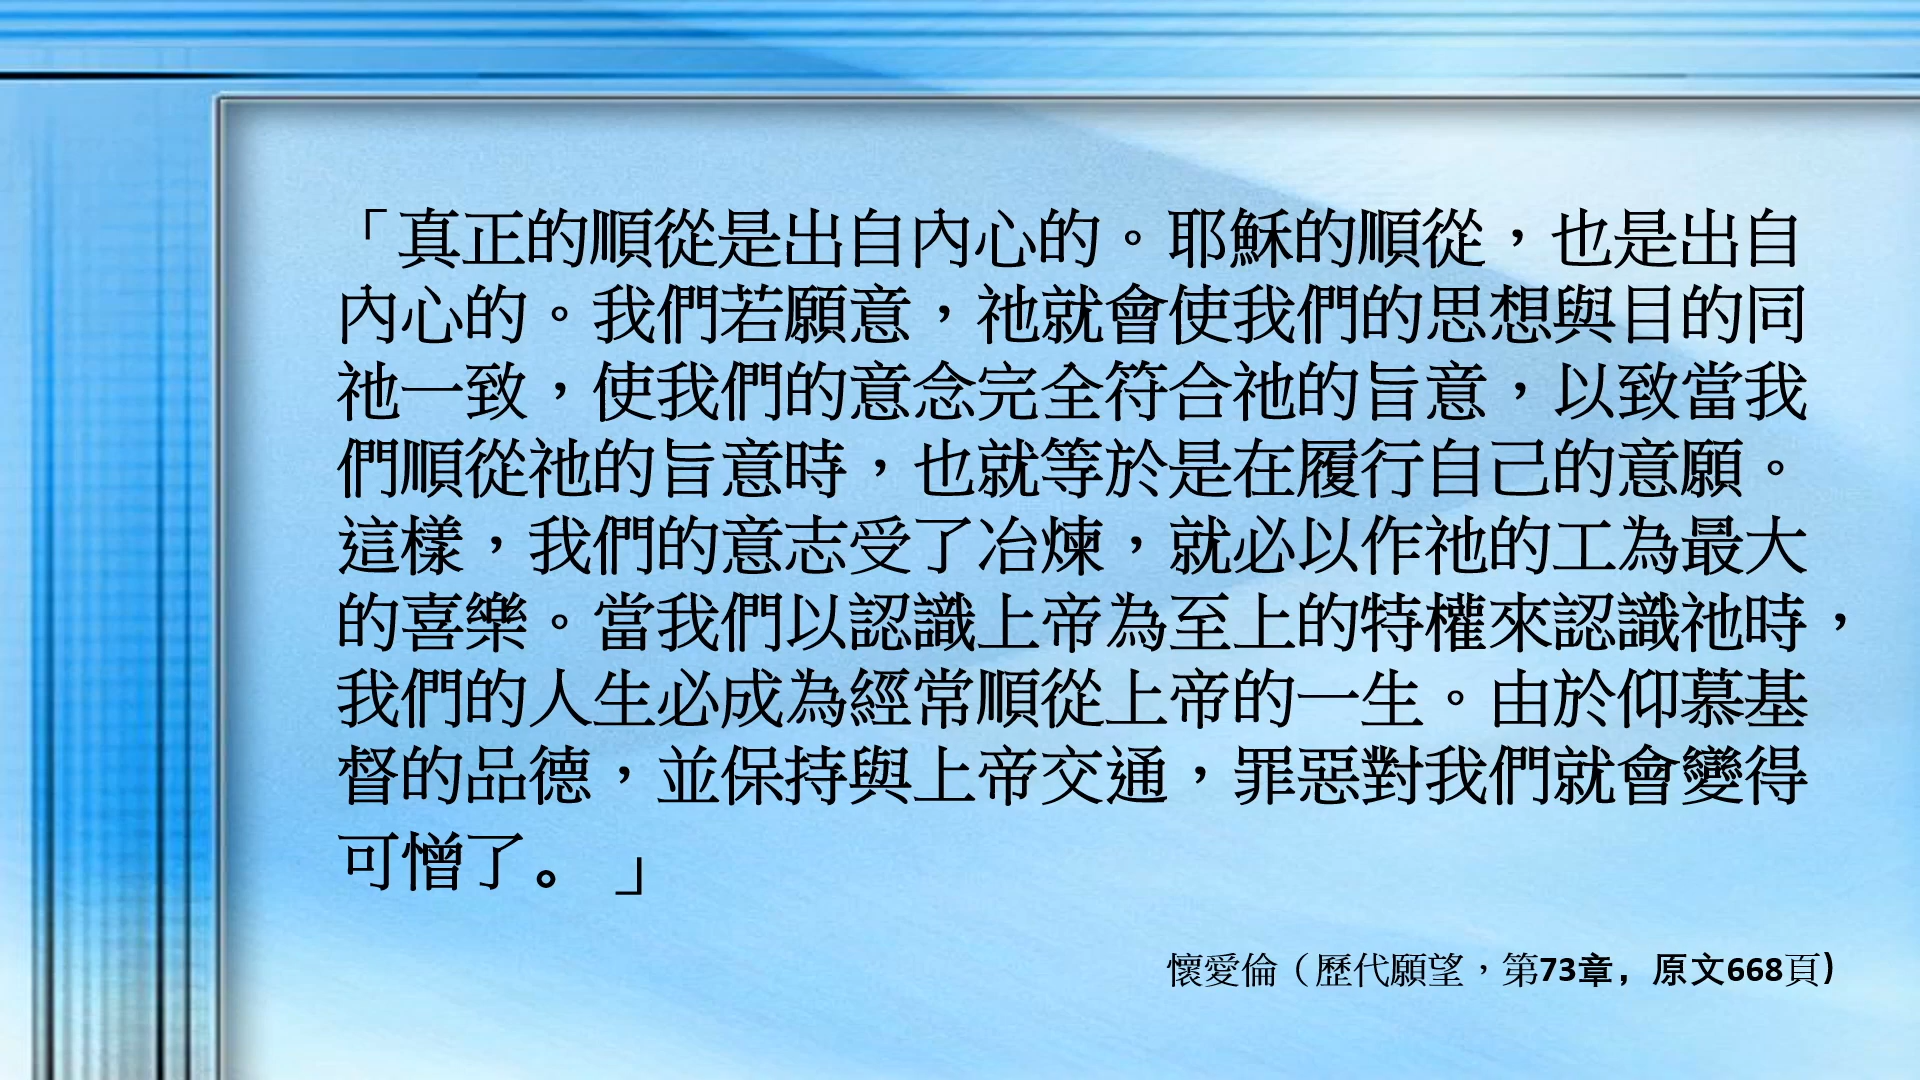 「真正的順從是出自內心的。耶穌的順從，也是出自
內心的。我們若願意，祂就會使我們的思想與目的同
祂一致，使我們的意念完全符合祂的旨意，以致當我
們順從祂的旨意時，也就等於是在履行自己的意願。
這樣，我們的意志受了冶煉，就必以作祂的工為最大
的喜樂。當我們以認識上帝為至上的特權來認識祂時，
我們的人生必成為經常順從上帝的一生。由於仰慕基
督的品德，並保持與上帝交通，罪惡對我們就會變得
可憎了。 」
懷愛倫（歷代願望，第73章，原文668頁)